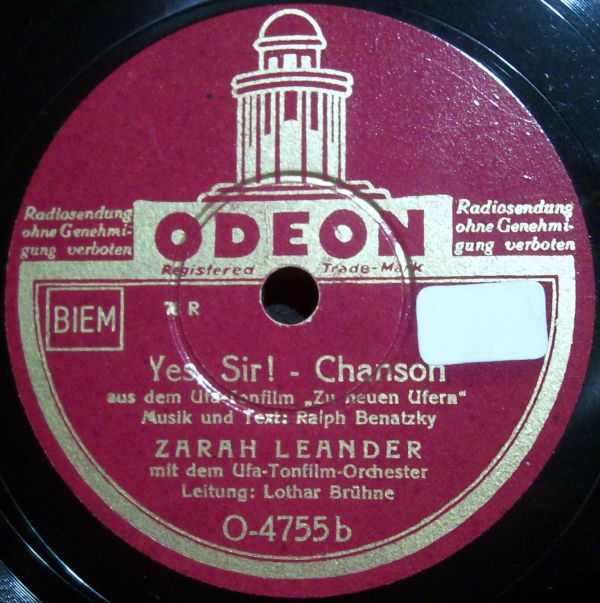 ODEON
Radiosendung
ohne Genehmi-
gung verboten
Radiosendung
ohne Genehmi-
gung verboten
Registered Trade-Mark
BIEM
R
Yes, Sir! - Chanson
aus dem Ufa-Tonfilm „Zu neuen Ufern“
Musik und Text: Ralph Benatzky
ZARAH LEANDER
mit dem Ufa-Tonfilm-Orchester
Leitung: Lothar Brühne
O-4755b